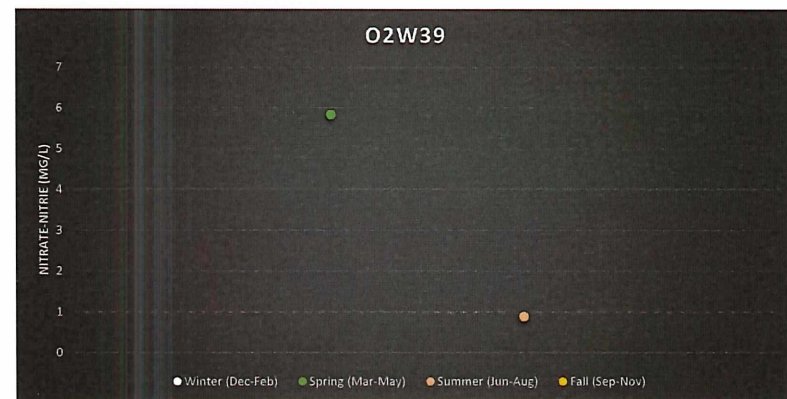 O2W39
7
6
5
4
3
2
1
0
NITRATE-NITRIE (MG/L)
Winter (Dec-Feb) Spring (Mar-May) Summer (Jun-Aug) Fall (Sep-Nov)